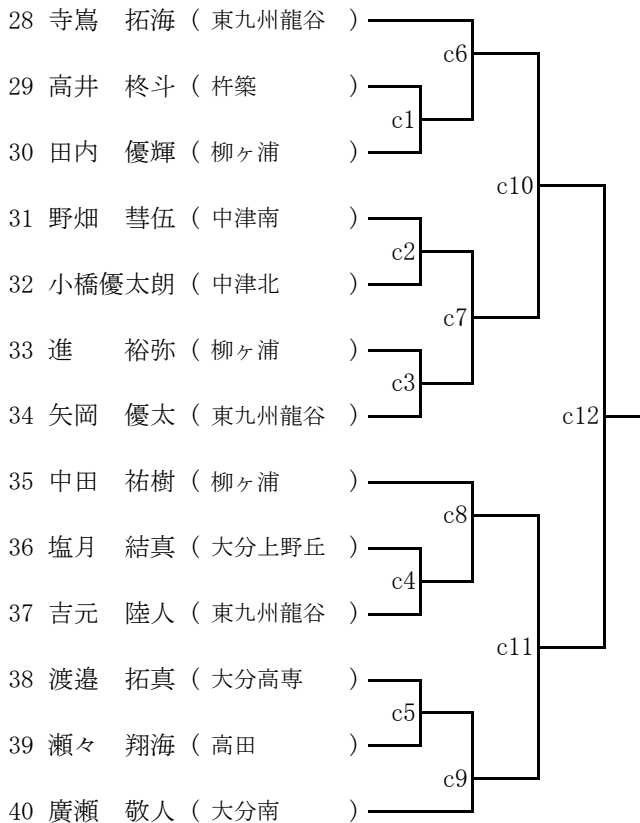 28 寺嶌　拓海 ( 東九州龍谷 )
c6
29 高井　柊斗 ( 杵築 )
c1
30 田内　優輝 ( 柳ヶ浦 )
c10
31 野畑　彗伍 ( 中津南 )
c2
32 小橋優太朗 ( 中津北 )
c7
33 進　　裕弥 ( 柳ヶ浦 )
c3
34 矢岡　優太 ( 東九州龍谷 )
c12
35 中田　祐樹 ( 柳ヶ浦 )
c8
36 塩月　結真 ( 大分上野丘 )
c4
37 吉元　陸人 ( 東九州龍谷 )
c11
38 渡邉　拓真 ( 大分高専 )
c5
39 瀬々　翔海 ( 高田 )
c9
40 廣瀬　敬人 ( 大分南 )